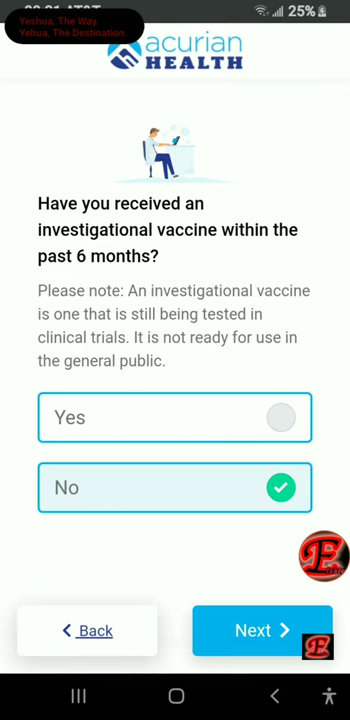 Yeshua, The Way.
Yehua, The Destination.
25%
acurian
HEALTH
Have you received an
investigational vaccine within the
past 6 months?
Please note: An investigational vaccine
is one that is still being tested in
clinical trials. It is not ready for use in
the general public.
Yes
No
Back
Next